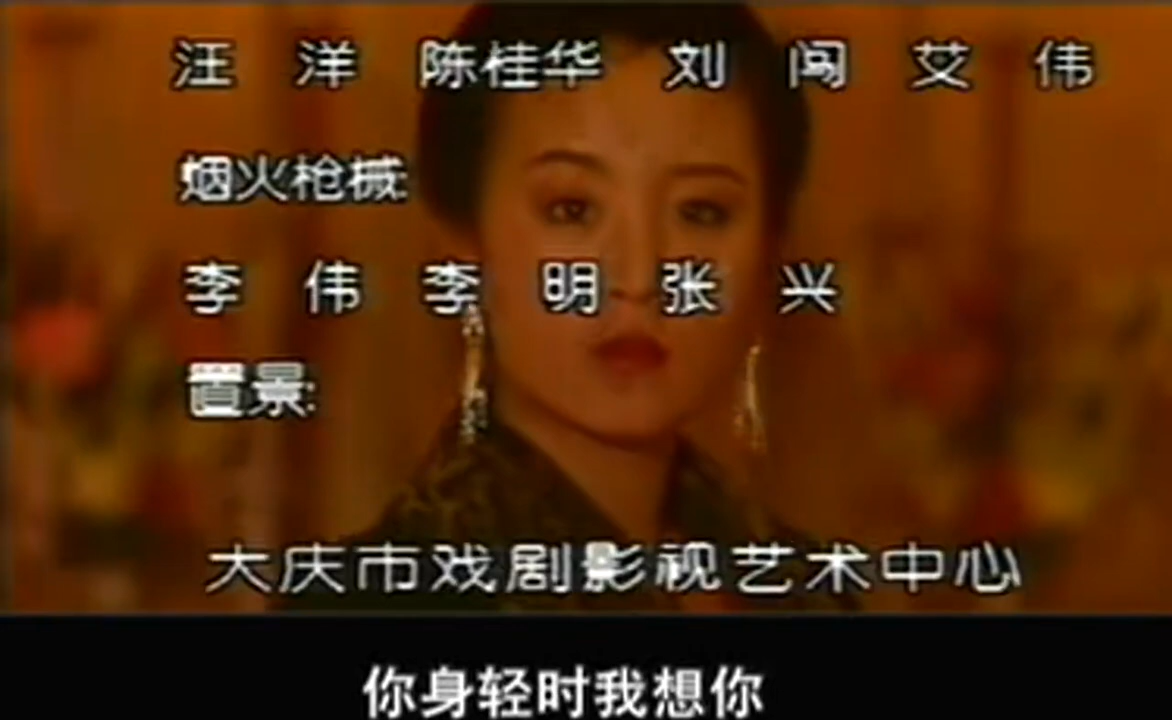 汪 洋 陈桂华 刘 闯 艾 伟
烟火枪械:
李 伟 李 明 张 兴
置景:
大庆市戏剧影视艺术中心
你身轻时我想你